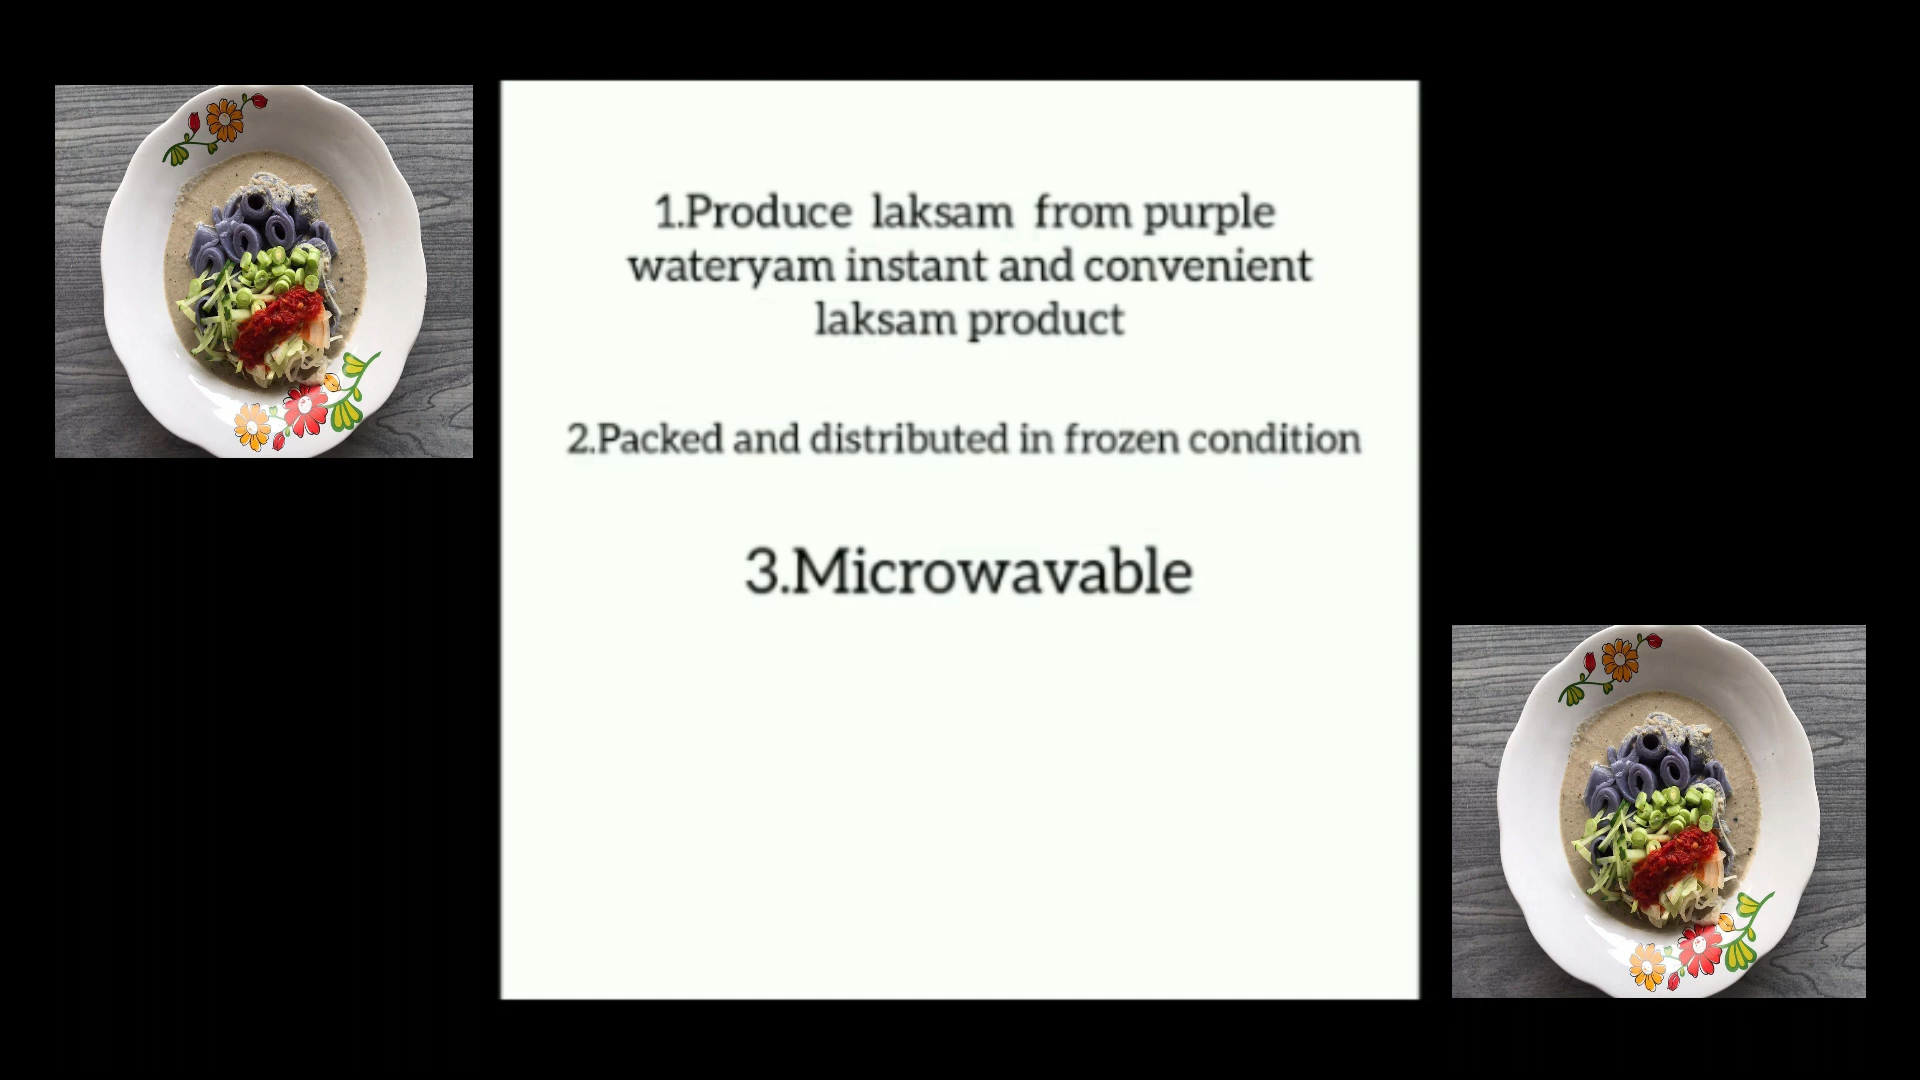 1.Produce laksam from purple
wateryam instant and convenient
laksam product
2.Packed and distributed in frozen condition
3.Microwavable